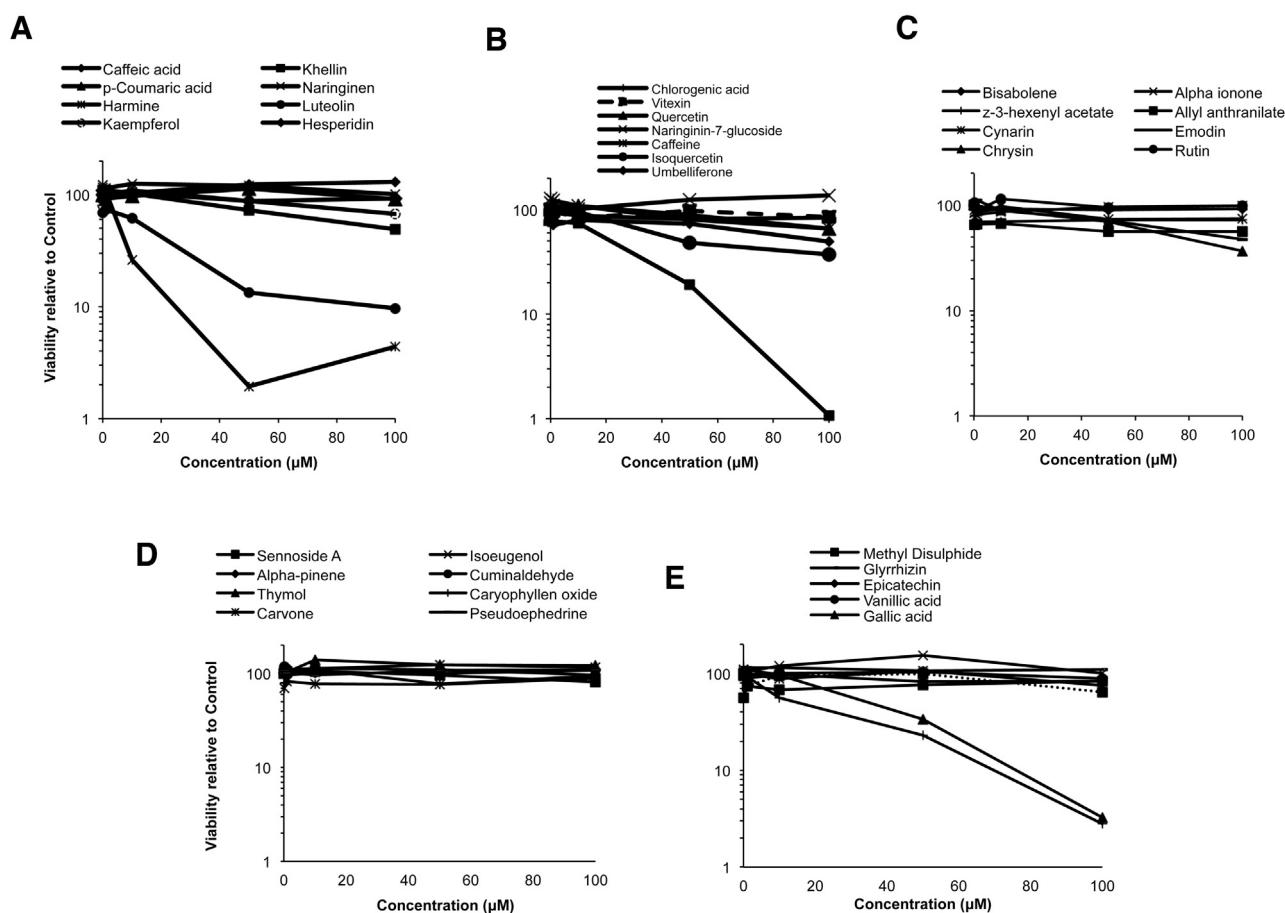 A
Caffeic acid
Khellin
p-Coumaric acid
Naringinen
Harmine
Luteolin
Kaempferol
Hesperidin
Viability relative to Control
100
10
1
0 20 40 60 80 100
Concentration (µM)
B
Chlorogenic acid
Vitexin
Quercetin
Naringinin-7-glucoside
Caffeine
Isoquercetin
Umbelliferone
100
10
1
0 20 40 60 80 100
Concentration (µM)
C
Bisabolene
Alpha ionone
z-3-hexenyl acetate
Allyl anthranilate
Cynarin
Emodin
Chrysin
Rutin
100
10
1
0 20 40 60 80 100
Concentration (µM)
D
Sennoside A
Isoeugenol
Alpha-pinene
Cuminaldehyde
Thymol
Caryophyllen oxide
Carvone
Pseudoephedrine
Viability relative to Control
100
10
1
0 20 40 60 80 100
Concentration (µM)
E
Methyl Disulphide
Glyrrhizin
Epicatechin
Vanillic acid
Gallic acid
100
10
1
0 20 40 60 80 100
Concentration (µM)